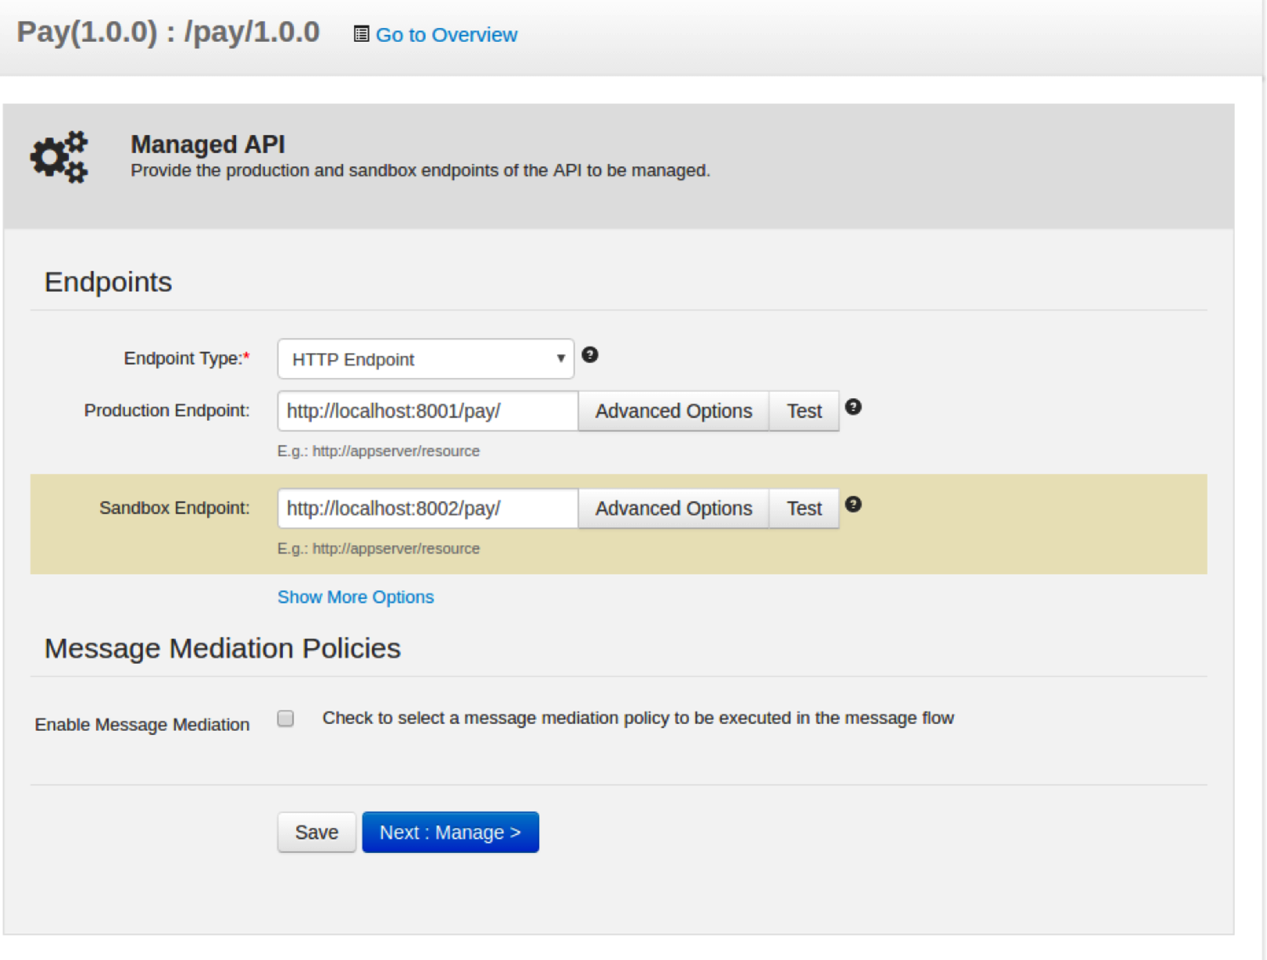 Pay(1.0.0) : /pay/1.0.0 Go to Overview
Managed API
Provide the production and sandbox endpoints of the API to be managed.
Endpoints
Endpoint Type:* HTTP Endpoint
Production Endpoint: http://localhost:8001/pay/ Advanced Options Test
E.g.: http://appserver/resource
Sandbox Endpoint: http://localhost:8002/pay/ Advanced Options Test
E.g.: http://appserver/resource
Show More Options
Message Mediation Policies
Enable Message Mediation Check to select a message mediation policy to be executed in the message flow
Save Next : Manage >